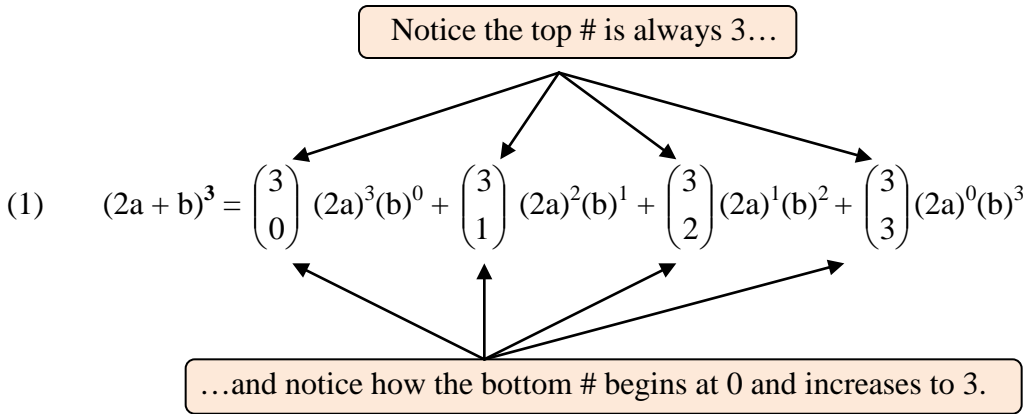 Notice the top # is always 3…
(1) (2a + b)³ = (3 0) (2a)³(b)⁰ + (3 1) (2a)²(b)¹ + (3 2) (2a)¹(b)² + (3 3) (2a)⁰(b)³
…and notice how the bottom # begins at 0 and increases to 3.